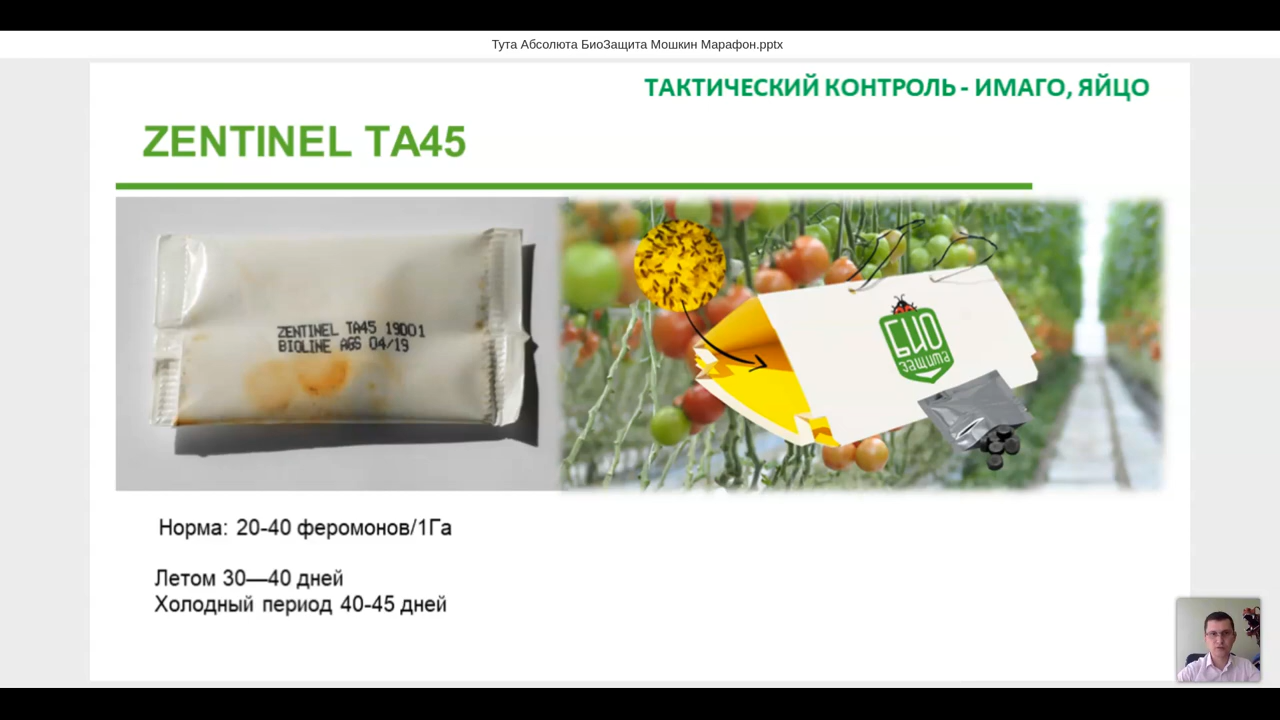 Тута Абсолюта БиоЗащита Мошкин Марафон.pptx
ТАКТИЧЕСКИЙ КОНТРОЛЬ - ИМАГО, ЯЙЦО
ZENTINEL TA45
ZENTINEL TA45 19001
BIOLINE AGS 04/19
БИО
защита
Норма: 20-40 феромонов/1Га
Летом 30—40 дней
Холодный период 40-45 дней